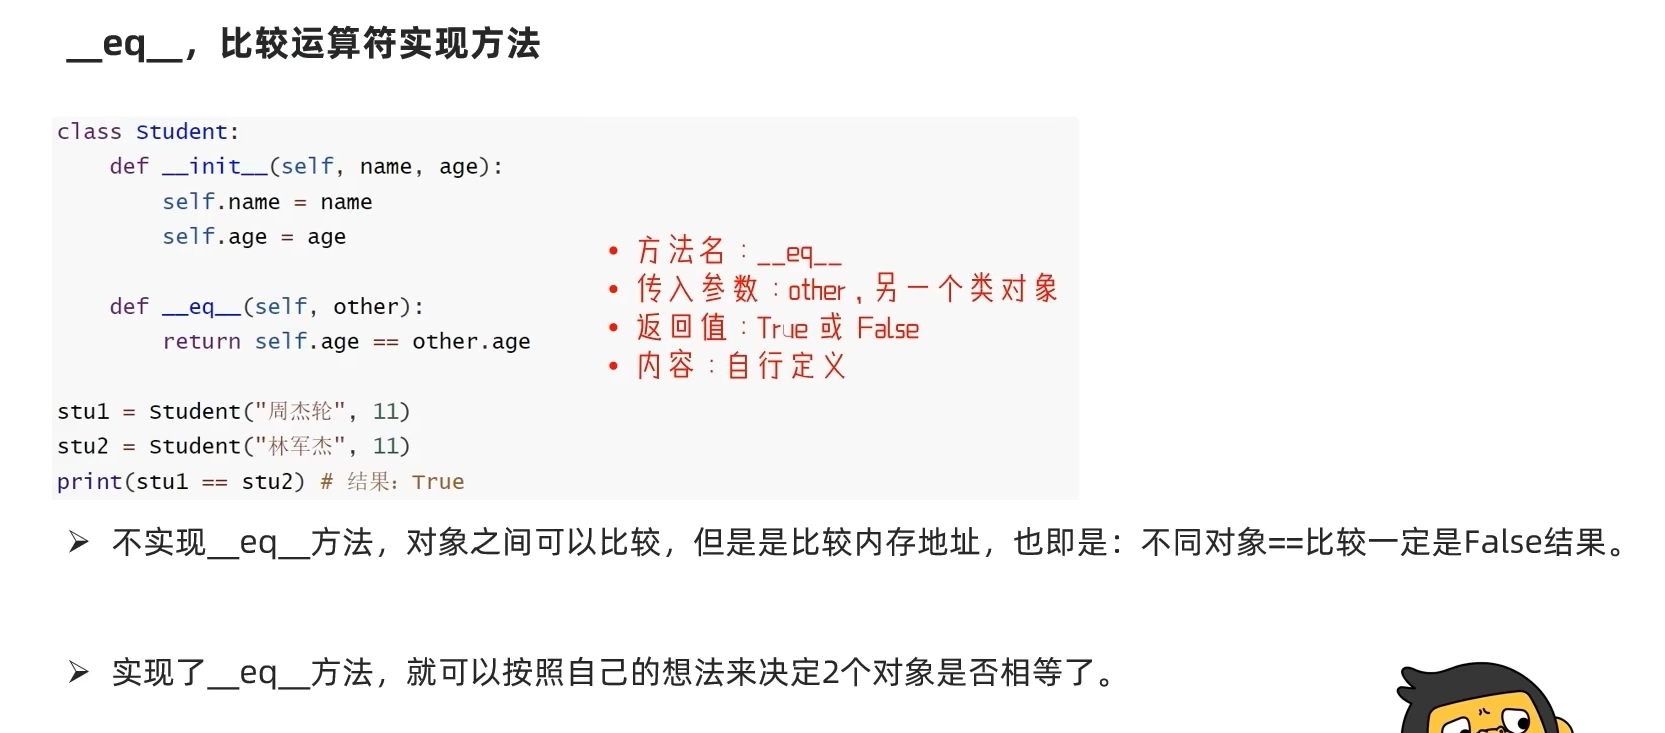 __eq__，比较运算符实现方法
class Student:
    def __init__(self, name, age):
        self.name = name
        self.age = age
    def __eq__(self, other):
        return self.age == other.age
stu1 = Student("周杰轮", 11)
stu2 = Student("林军杰", 11)
print(stu1 == stu2) # 结果：True
• 方法名：__eq__
• 传入参数：other，另一个类对象
• 返回值：True 或 False
• 内容：自行定义
➢ 不实现__eq__方法，对象之间可以比较，但是是比较内存地址，也即是：不同对象==比较一定是False结果。
➢ 实现了__eq__方法，就可以按照自己的想法来决定2个对象是否相等了。